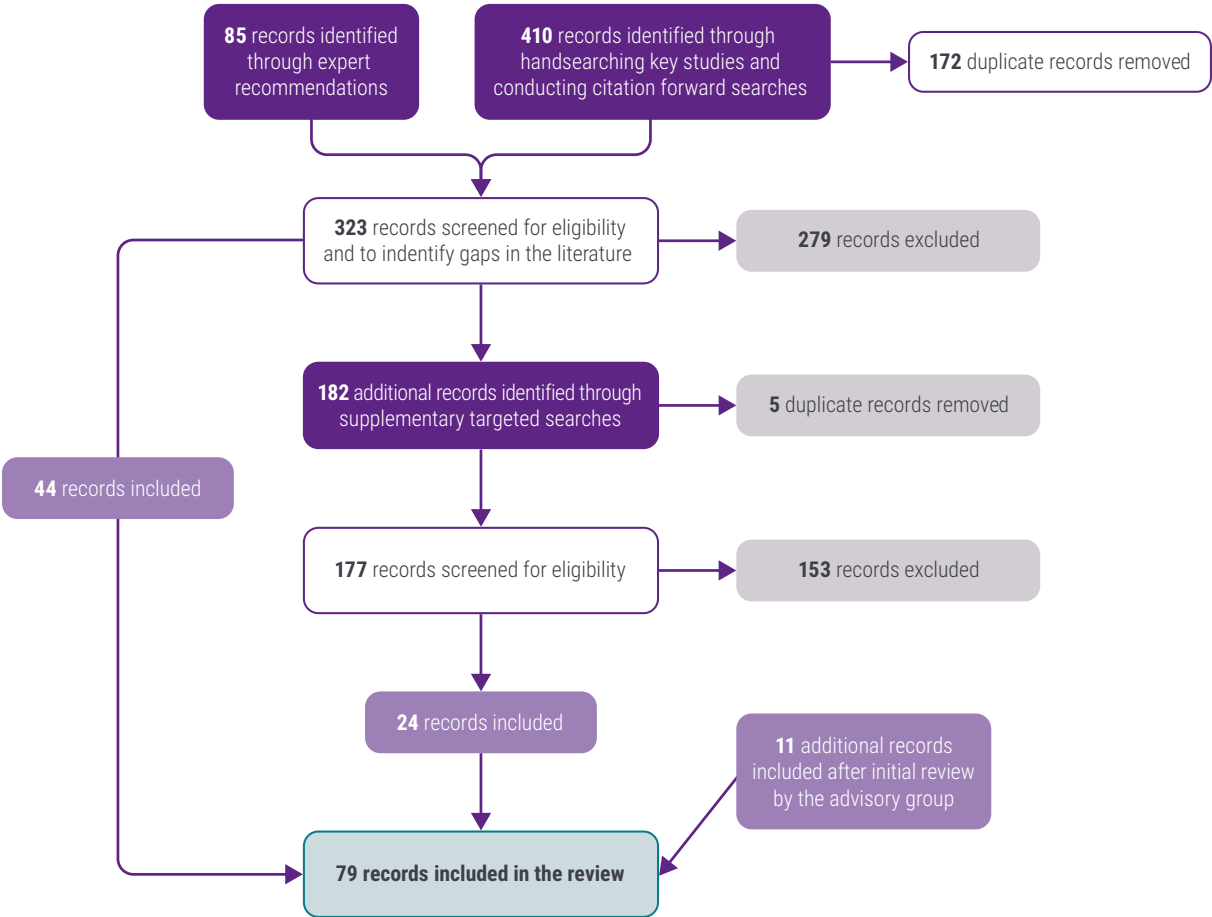 85 records identified
through expert
recommendations
410 records identified through
handsearching key studies and
conducting citation forward searches
172 duplicate records removed
323 records screened for eligibility
and to indentify gaps in the literature
279 records excluded
182 additional records identified through
supplementary targeted searches
5 duplicate records removed
44 records included
177 records screened for eligibility
153 records excluded
24 records included
11 additional records
included after initial review
by the advisory group
79 records included in the review